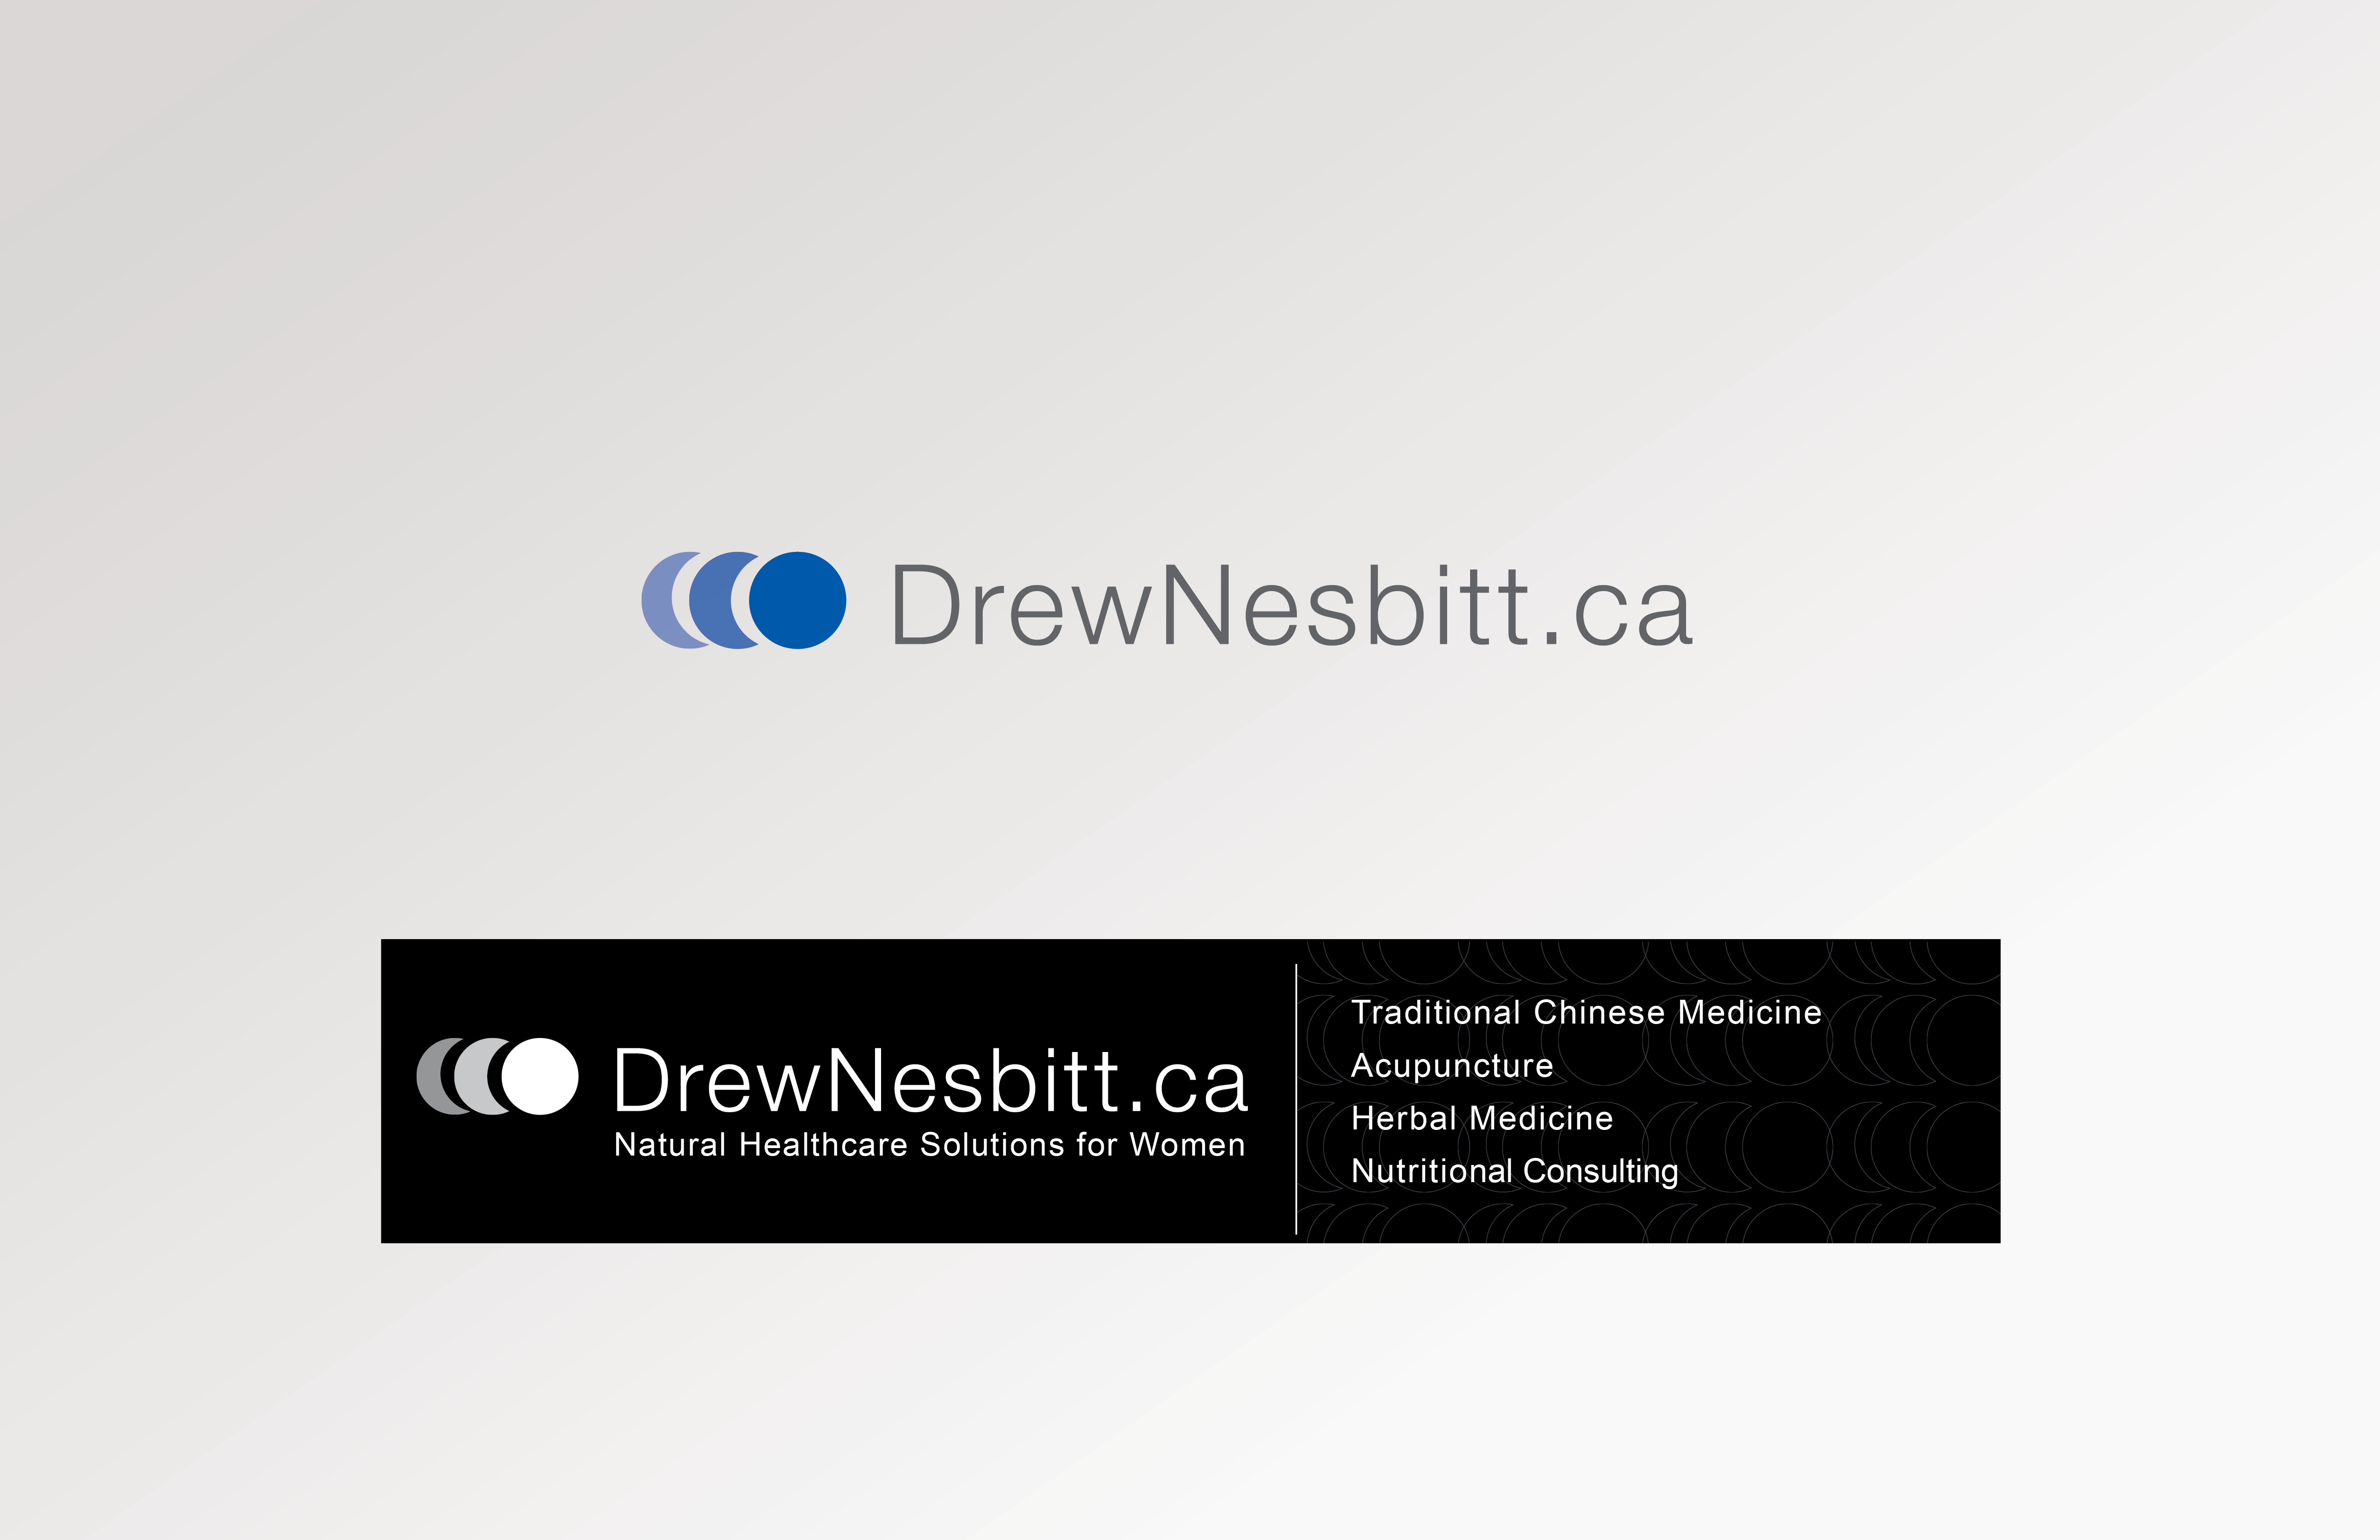 DrewNesbitt.ca
DrewNesbitt.ca
Natural Healthcare Solutions for Women
Traditional Chinese Medicine
Acupuncture
Herbal Medicine
Nutritional Consulting